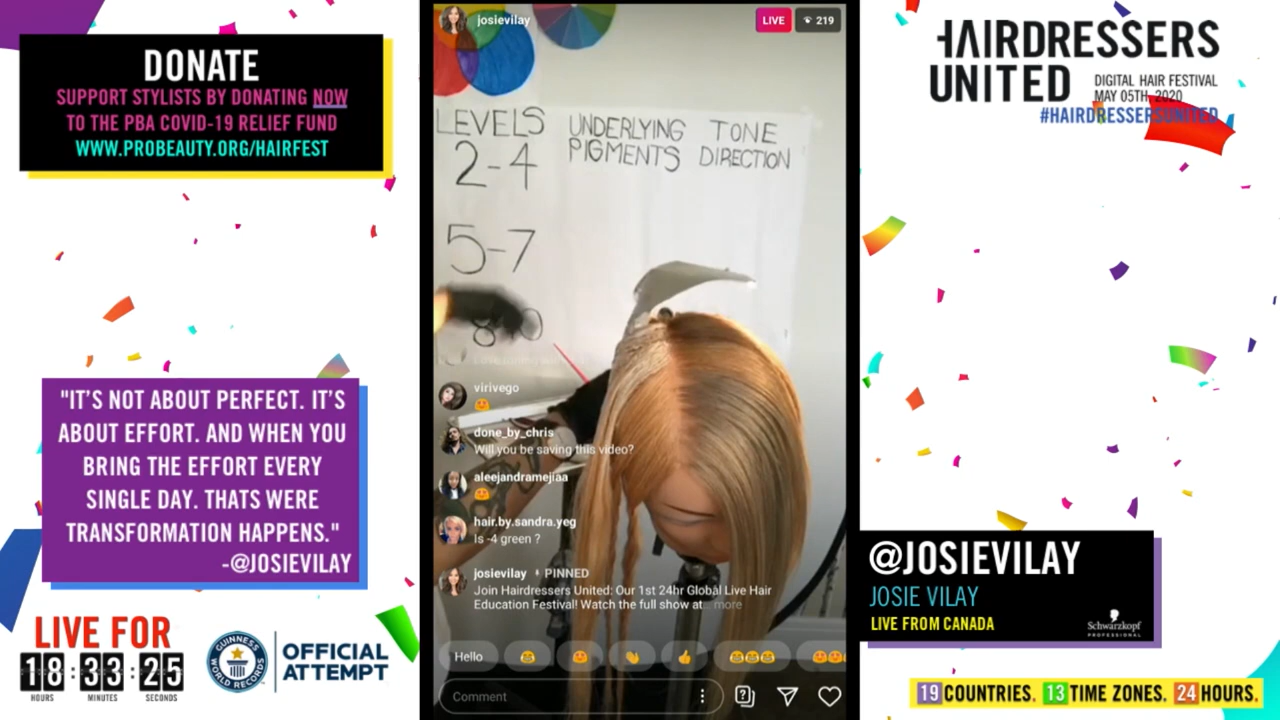 DONATE
SUPPORT STYLISTS BY DONATING NOW
TO THE PBA COVID-19 RELIEF FUND
WWW.PROBEAUTY.ORG/HAIRFEST
"IT'S NOT ABOUT PERFECT. IT'S
ABOUT EFFORT. AND WHEN YOU
BRING THE EFFORT EVERY
SINGLE DAY. THATS WERE
TRANSFORMATION HAPPENS."
-@JOSIEVILAY
LIVE FOR
18:33:25
HOURS MINUTES SECONDS
GUINNESS
WORLD RECORDS
OFFICIAL
ATTEMPT
josievilay
LIVE 219
LEVELS UNDERLYING TONE
PIGMENTS DIRECTION
2-4
5-7
8
virivego
done_by_chris
Will you be saving this video?
aleejandramejiaa
hair.by.sandra.yeg
Is -4 green ?
josievilay PINNED
Join Hairdressers United: Our 1st 24hr Global Live Hair
Education Festival! Watch the full show at... more
Hello
Comment
HAIRDRESSERS
UNITED
DIGITAL HAIR FESTIVAL
MAY 05TH, 2020
#HAIRDRESSERSUNITED
@JOSIEVILAY
JOSIE VILAY
LIVE FROM CANADA
Schwarzkopf
PROFESSIONAL
19 COUNTRIES. 13 TIME ZONES. 24 HOURS.